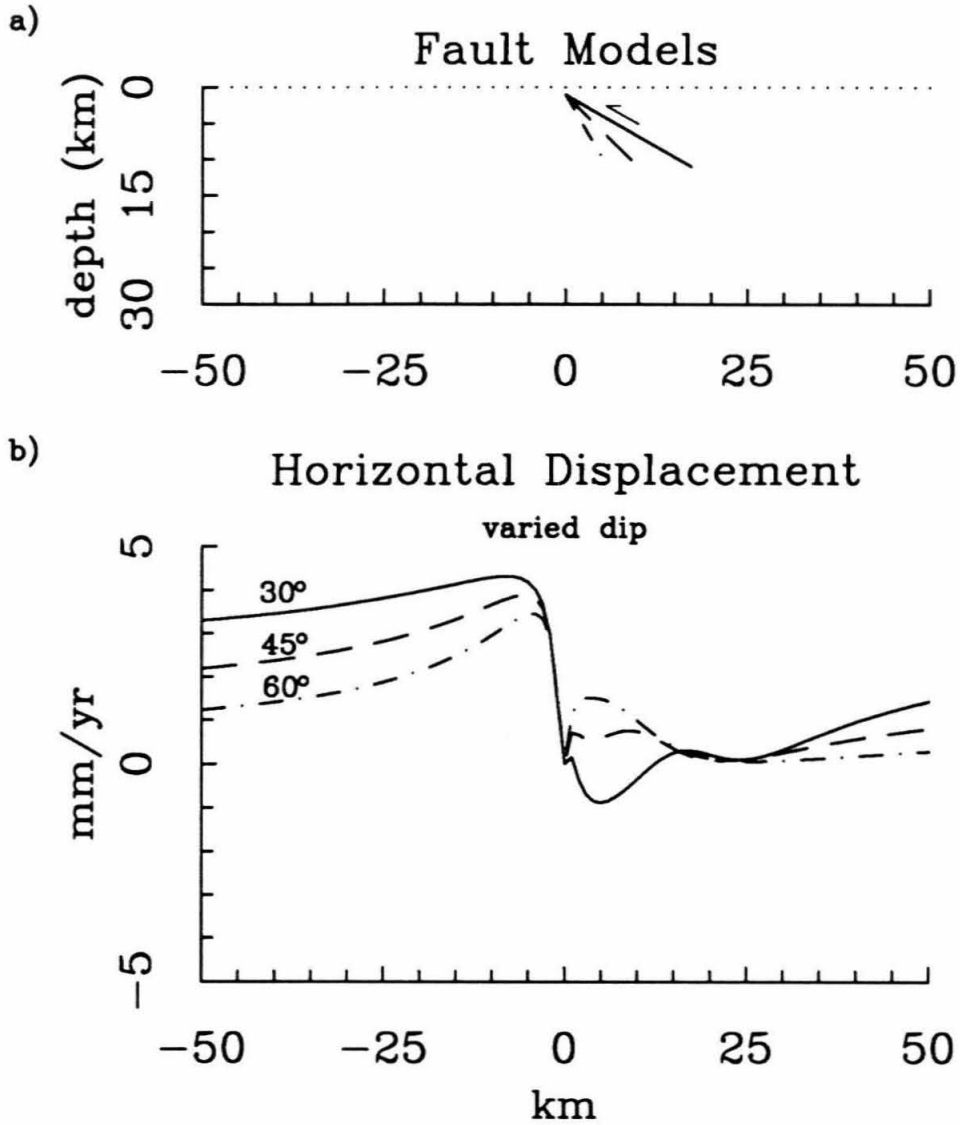 a)
Fault Models
depth (km)
0
15
30
−50 −25 0 25 50
b)
Horizontal Displacement
varied dip
mm/yr
5
0
−5
30°
45°
60°
−50 −25 0 25 50
km